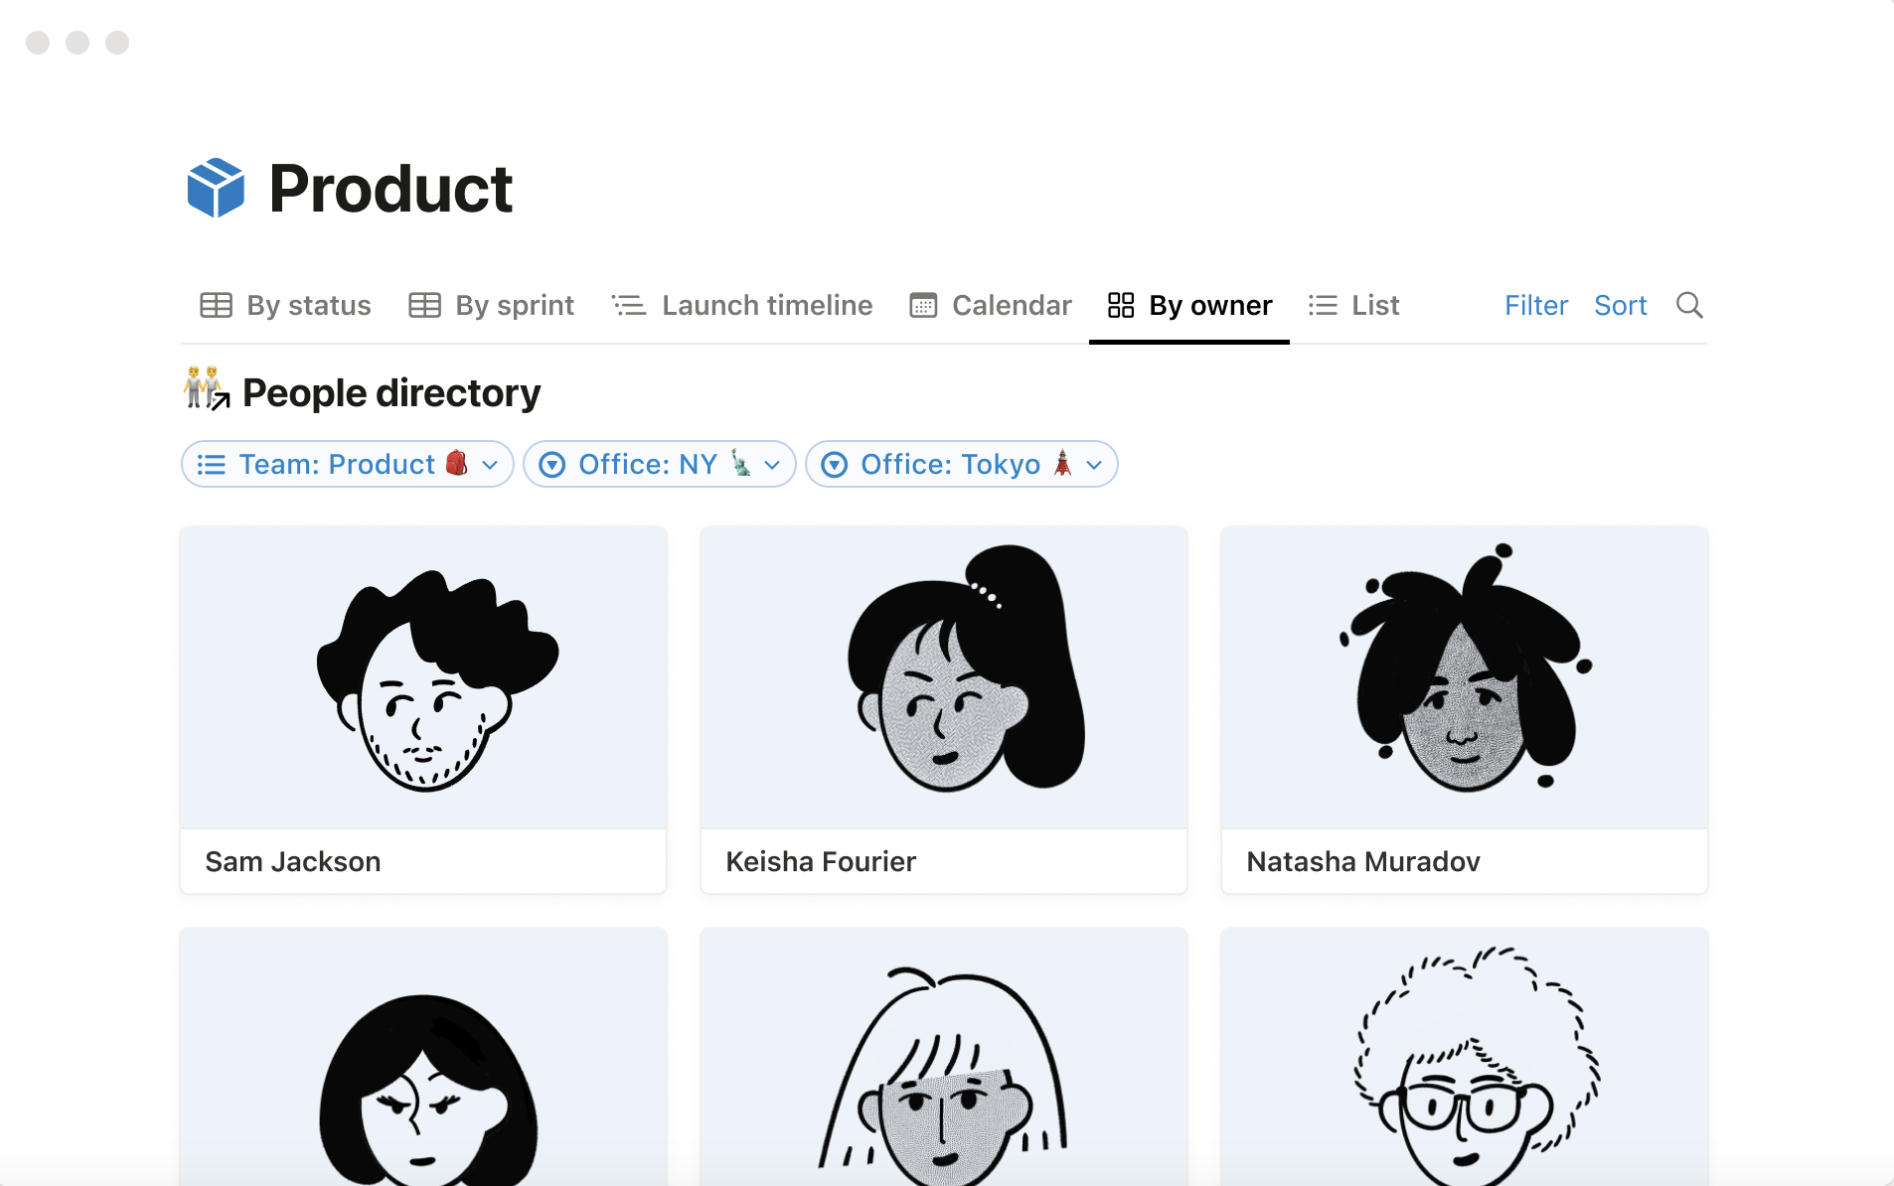 Product
By status By sprint Launch timeline Calendar By owner List Filter Sort
People directory
Team: Product Office: NY Office: Tokyo
Sam Jackson Keisha Fourier Natasha Muradov